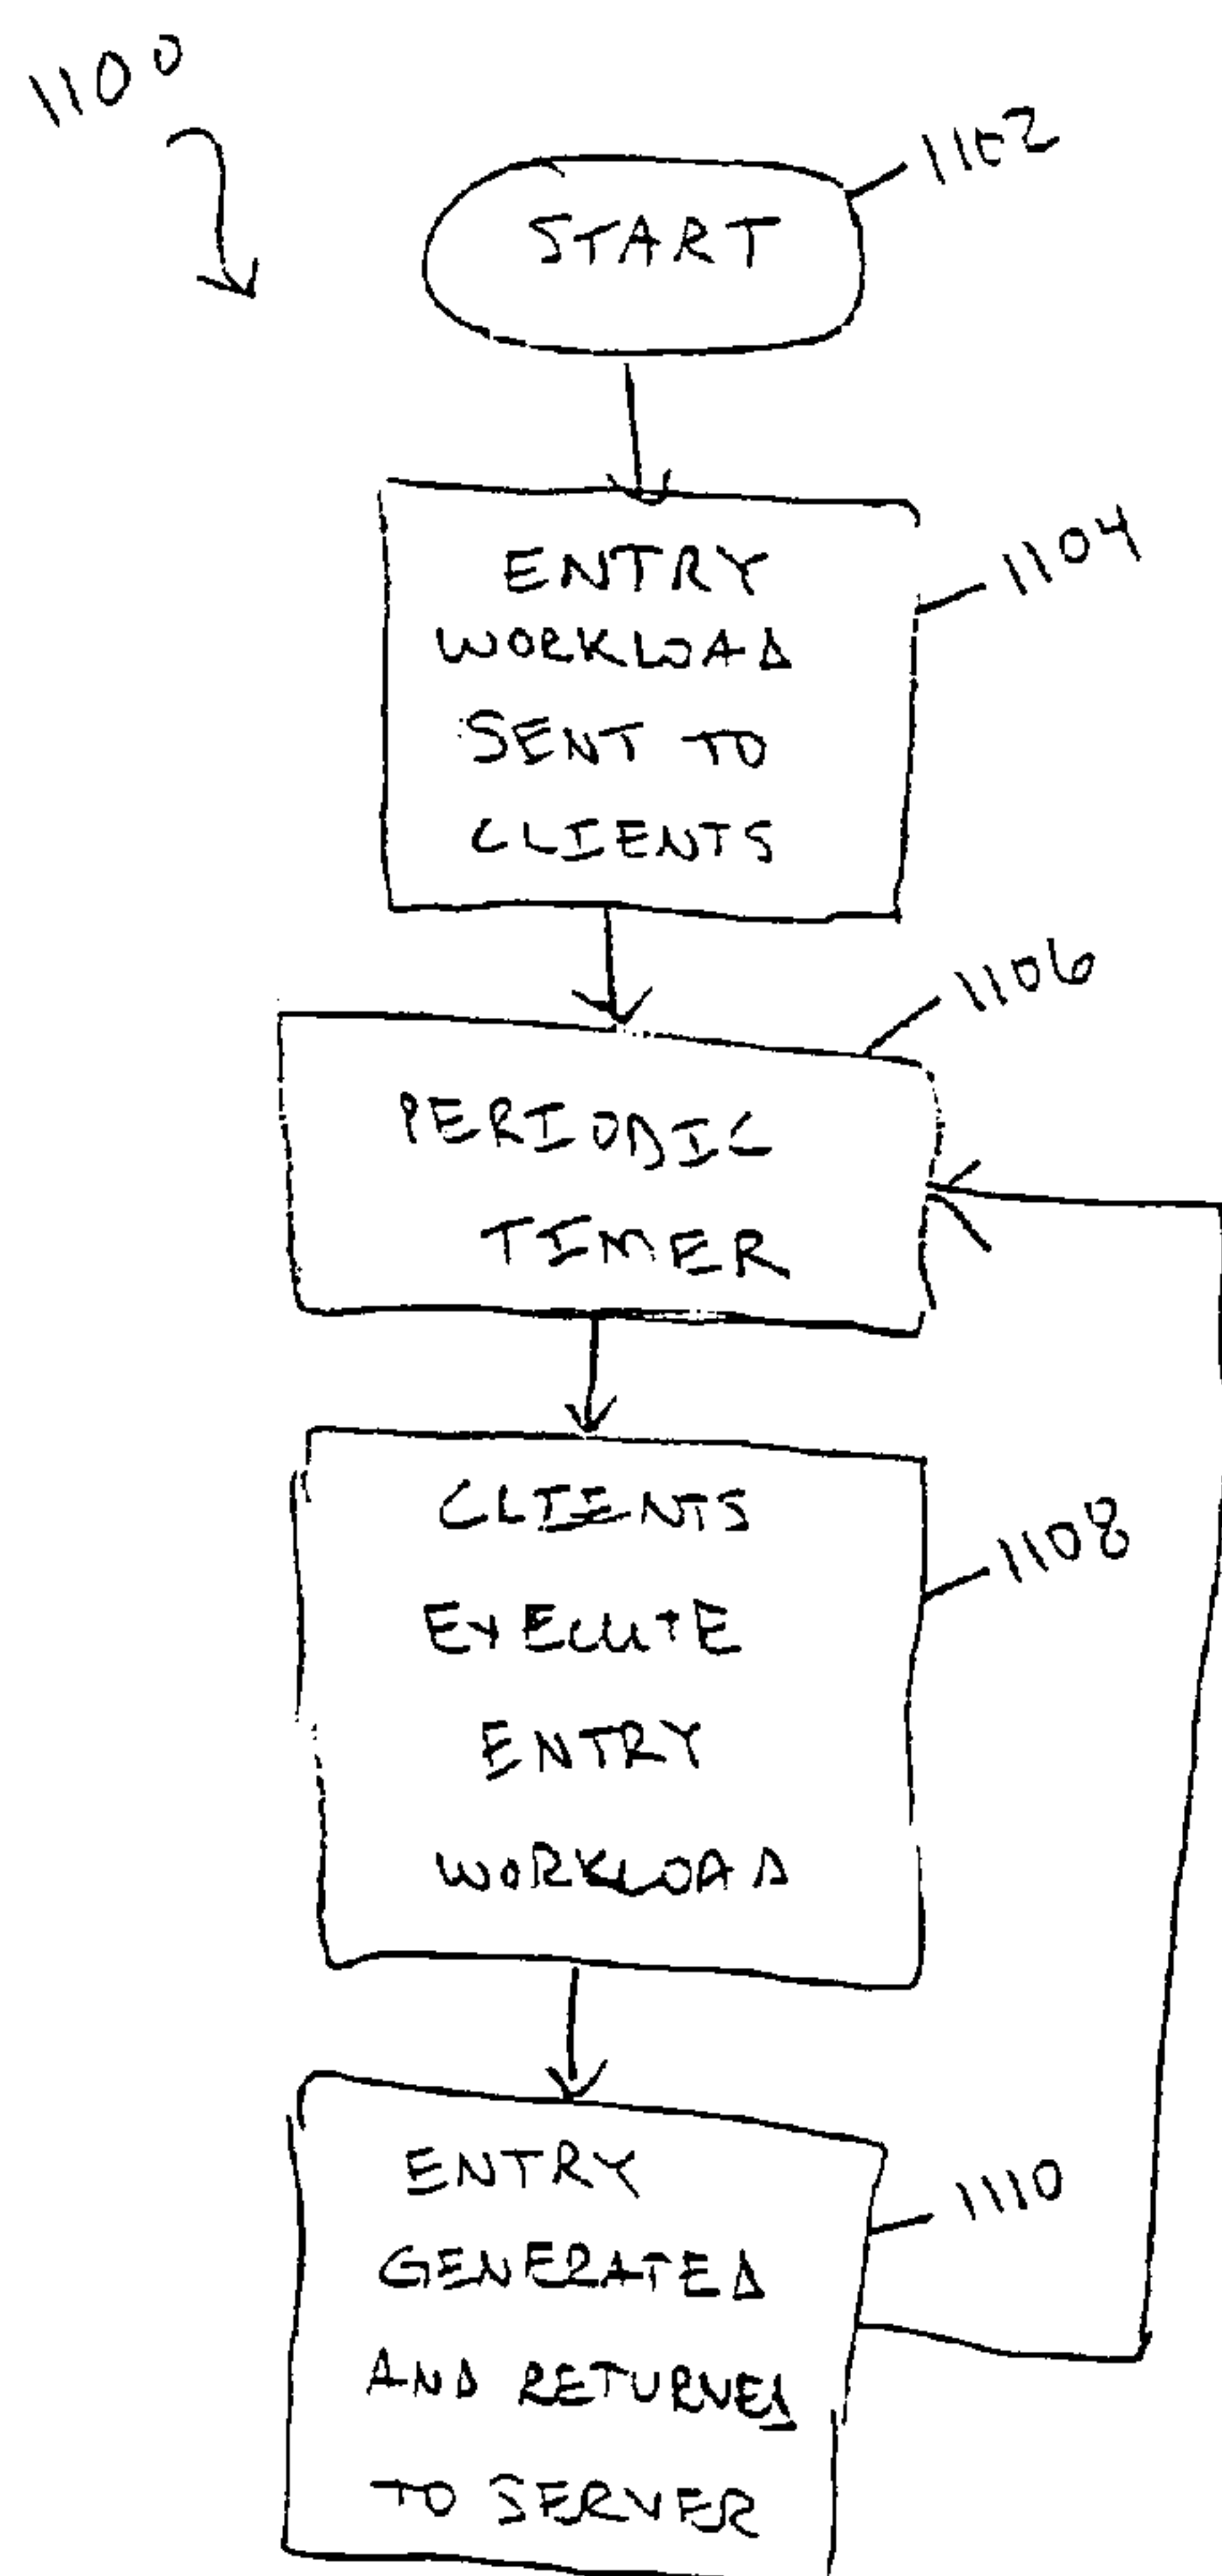 1100
1102
START
1104
ENTRY
WORKLOAD
SENT TO
CLIENTS
1106
PERIODIC
TIMER
1108
CLIENTS
EXECUTE
ENTRY
WORKLOAD
1110
ENTRY
GENERATED
AND RETURNED
TO SERVER